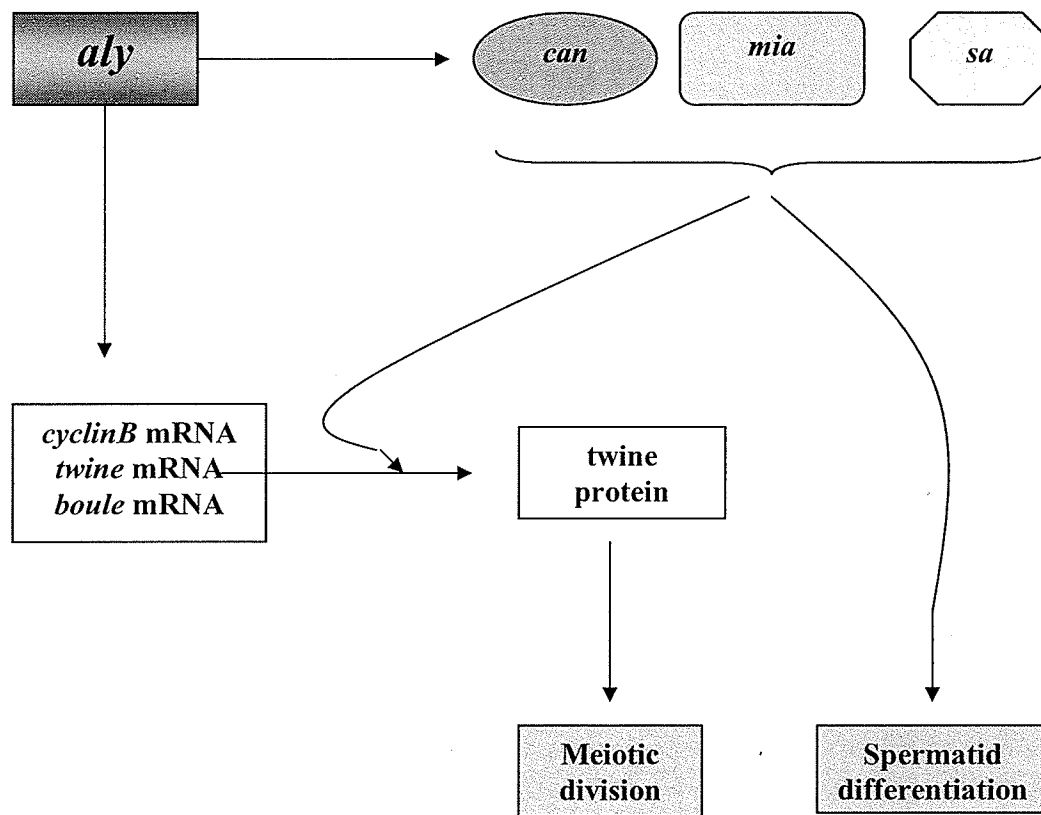 aly
can
mia
sa
cyclinB mRNA
twine mRNA
boule mRNA
twine
protein
Meiotic
division
Spermatid
differentiation